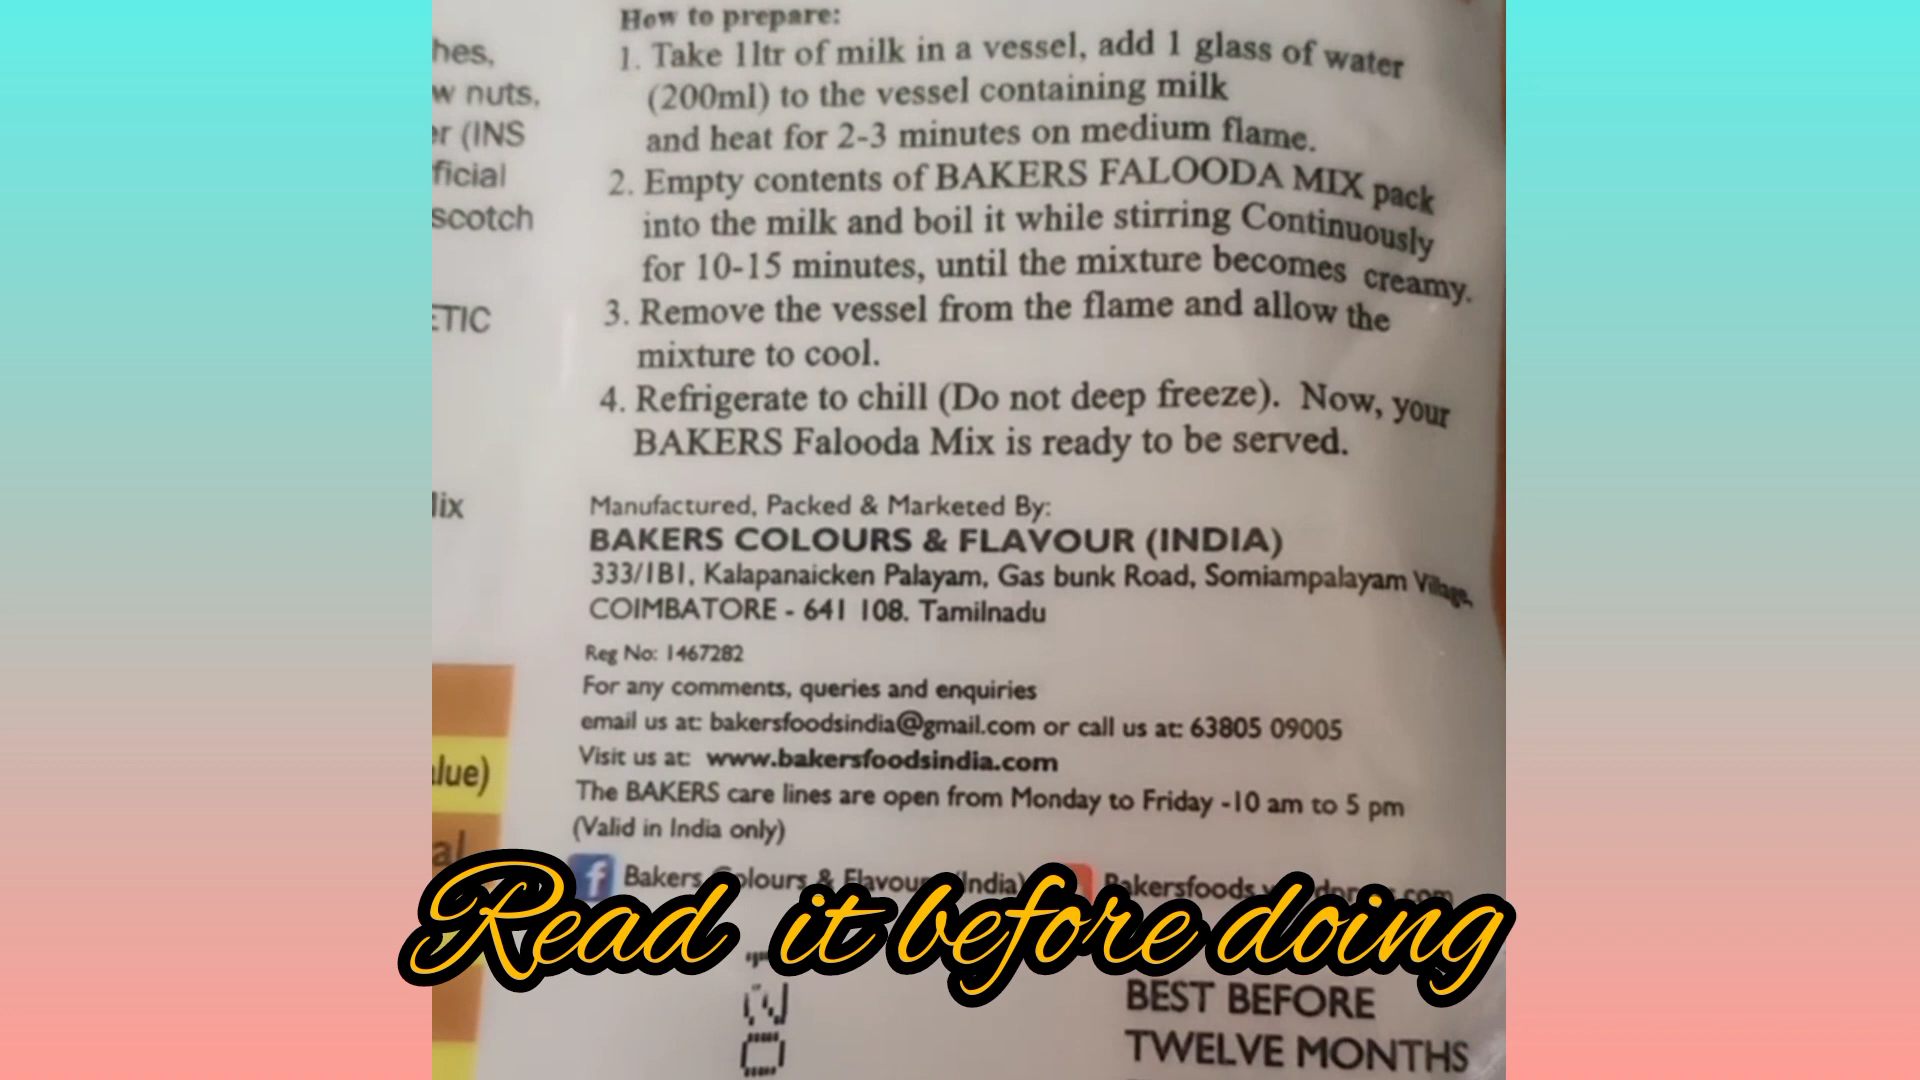 How to prepare:
1. Take 1ltr of milk in a vessel, add 1 glass of water
(200ml) to the vessel containing milk
and heat for 2-3 minutes on medium flame.
2. Empty contents of BAKERS FALOODA MIX pack
into the milk and boil it while stirring Continuously
for 10-15 minutes, until the mixture becomes creamy.
3. Remove the vessel from the flame and allow the
mixture to cool.
4. Refrigerate to chill (Do not deep freeze). Now, your
BAKERS Falooda Mix is ready to be served.
hes,
w nuts,
er (INS
ficial
scotch
ETIC
lix
alue)
al
Manufactured, Packed & Marketed By:
BAKERS COLOURS & FLAVOUR (INDIA)
333/1B1, Kalapanaicken Palayam, Gas bunk Road, Somiampalayam Village,
COIMBATORE - 641 108. Tamilnadu
Reg No: 1467282
For any comments, queries and enquiries
email us at: bakersfoodsindia@gmail.com or call us at: 63805 09005
Visit us at: www.bakersfoodsindia.com
The BAKERS care lines are open from Monday to Friday -10 am to 5 pm
(Valid in India only)
f Bakers Colours & Flavour (India)
Read it before doing
BEST BEFORE
TWELVE MONTHS